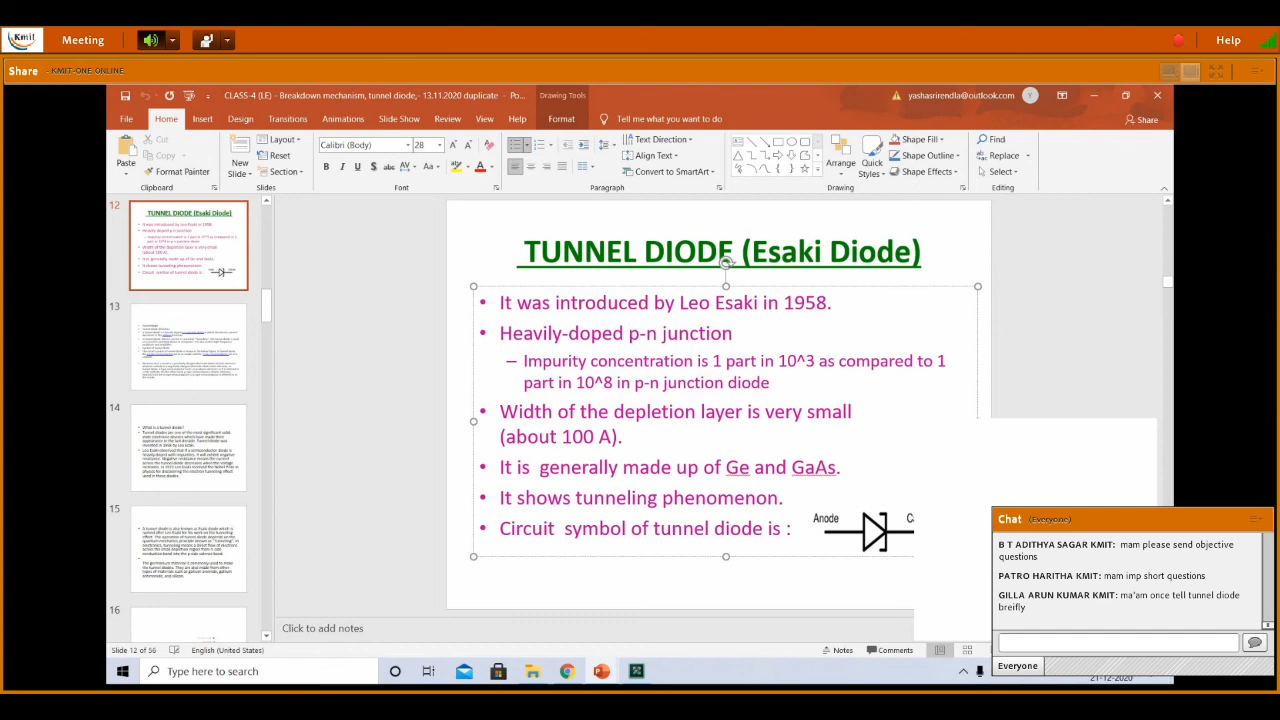 Kmit Meeting Help
Share - KMIT-ONE ONLINE
CLASS-4 (LE) - Breakdown mechanism, tunnel diode,- 13.11.2020 duplicate - Po... Drawing Tools yashasrirendla@outlook.com Y
File Home Insert Design Transitions Animations Slide Show Review View Help Format Tell me what you want to do Share
Paste Cut Copy Format Painter
Clipboard
New Slide Layout Reset Section
Slides
Calibri (Body) 28
Font
Text Direction
Align Text
Convert to SmartArt
Paragraph
Arrange Quick Styles Shape Fill Shape Outline Shape Effects
Drawing
Find
Replace
Select
Editing
12
13
14
15
16
TUNNEL DIODE (Esaki Diode)
• It was introduced by Leo Esaki in 1958.
• Heavily-doped p-n junction
– Impurity concentration is 1 part in 10^3 as compared to 1
part in 10^8 in p-n junction diode
• Width of the depletion layer is very small
(about 100 A).
• It is generally made up of Ge and GaAs.
• It shows tunneling phenomenon.
• Circuit symbol of tunnel diode is :
Anode
Click to add notes
Slide 12 of 56 English (United States) Notes Comments
Type here to search
21-12-2020
Chat (Everyone)
B T ADITHYA SAGAR KMIT: mam please send objective
questions
PATRO HARITHA KMIT: mam imp short questions
GILLA ARUN KUMAR KMIT: ma'am once tell tunnel diode
breifly
Everyone